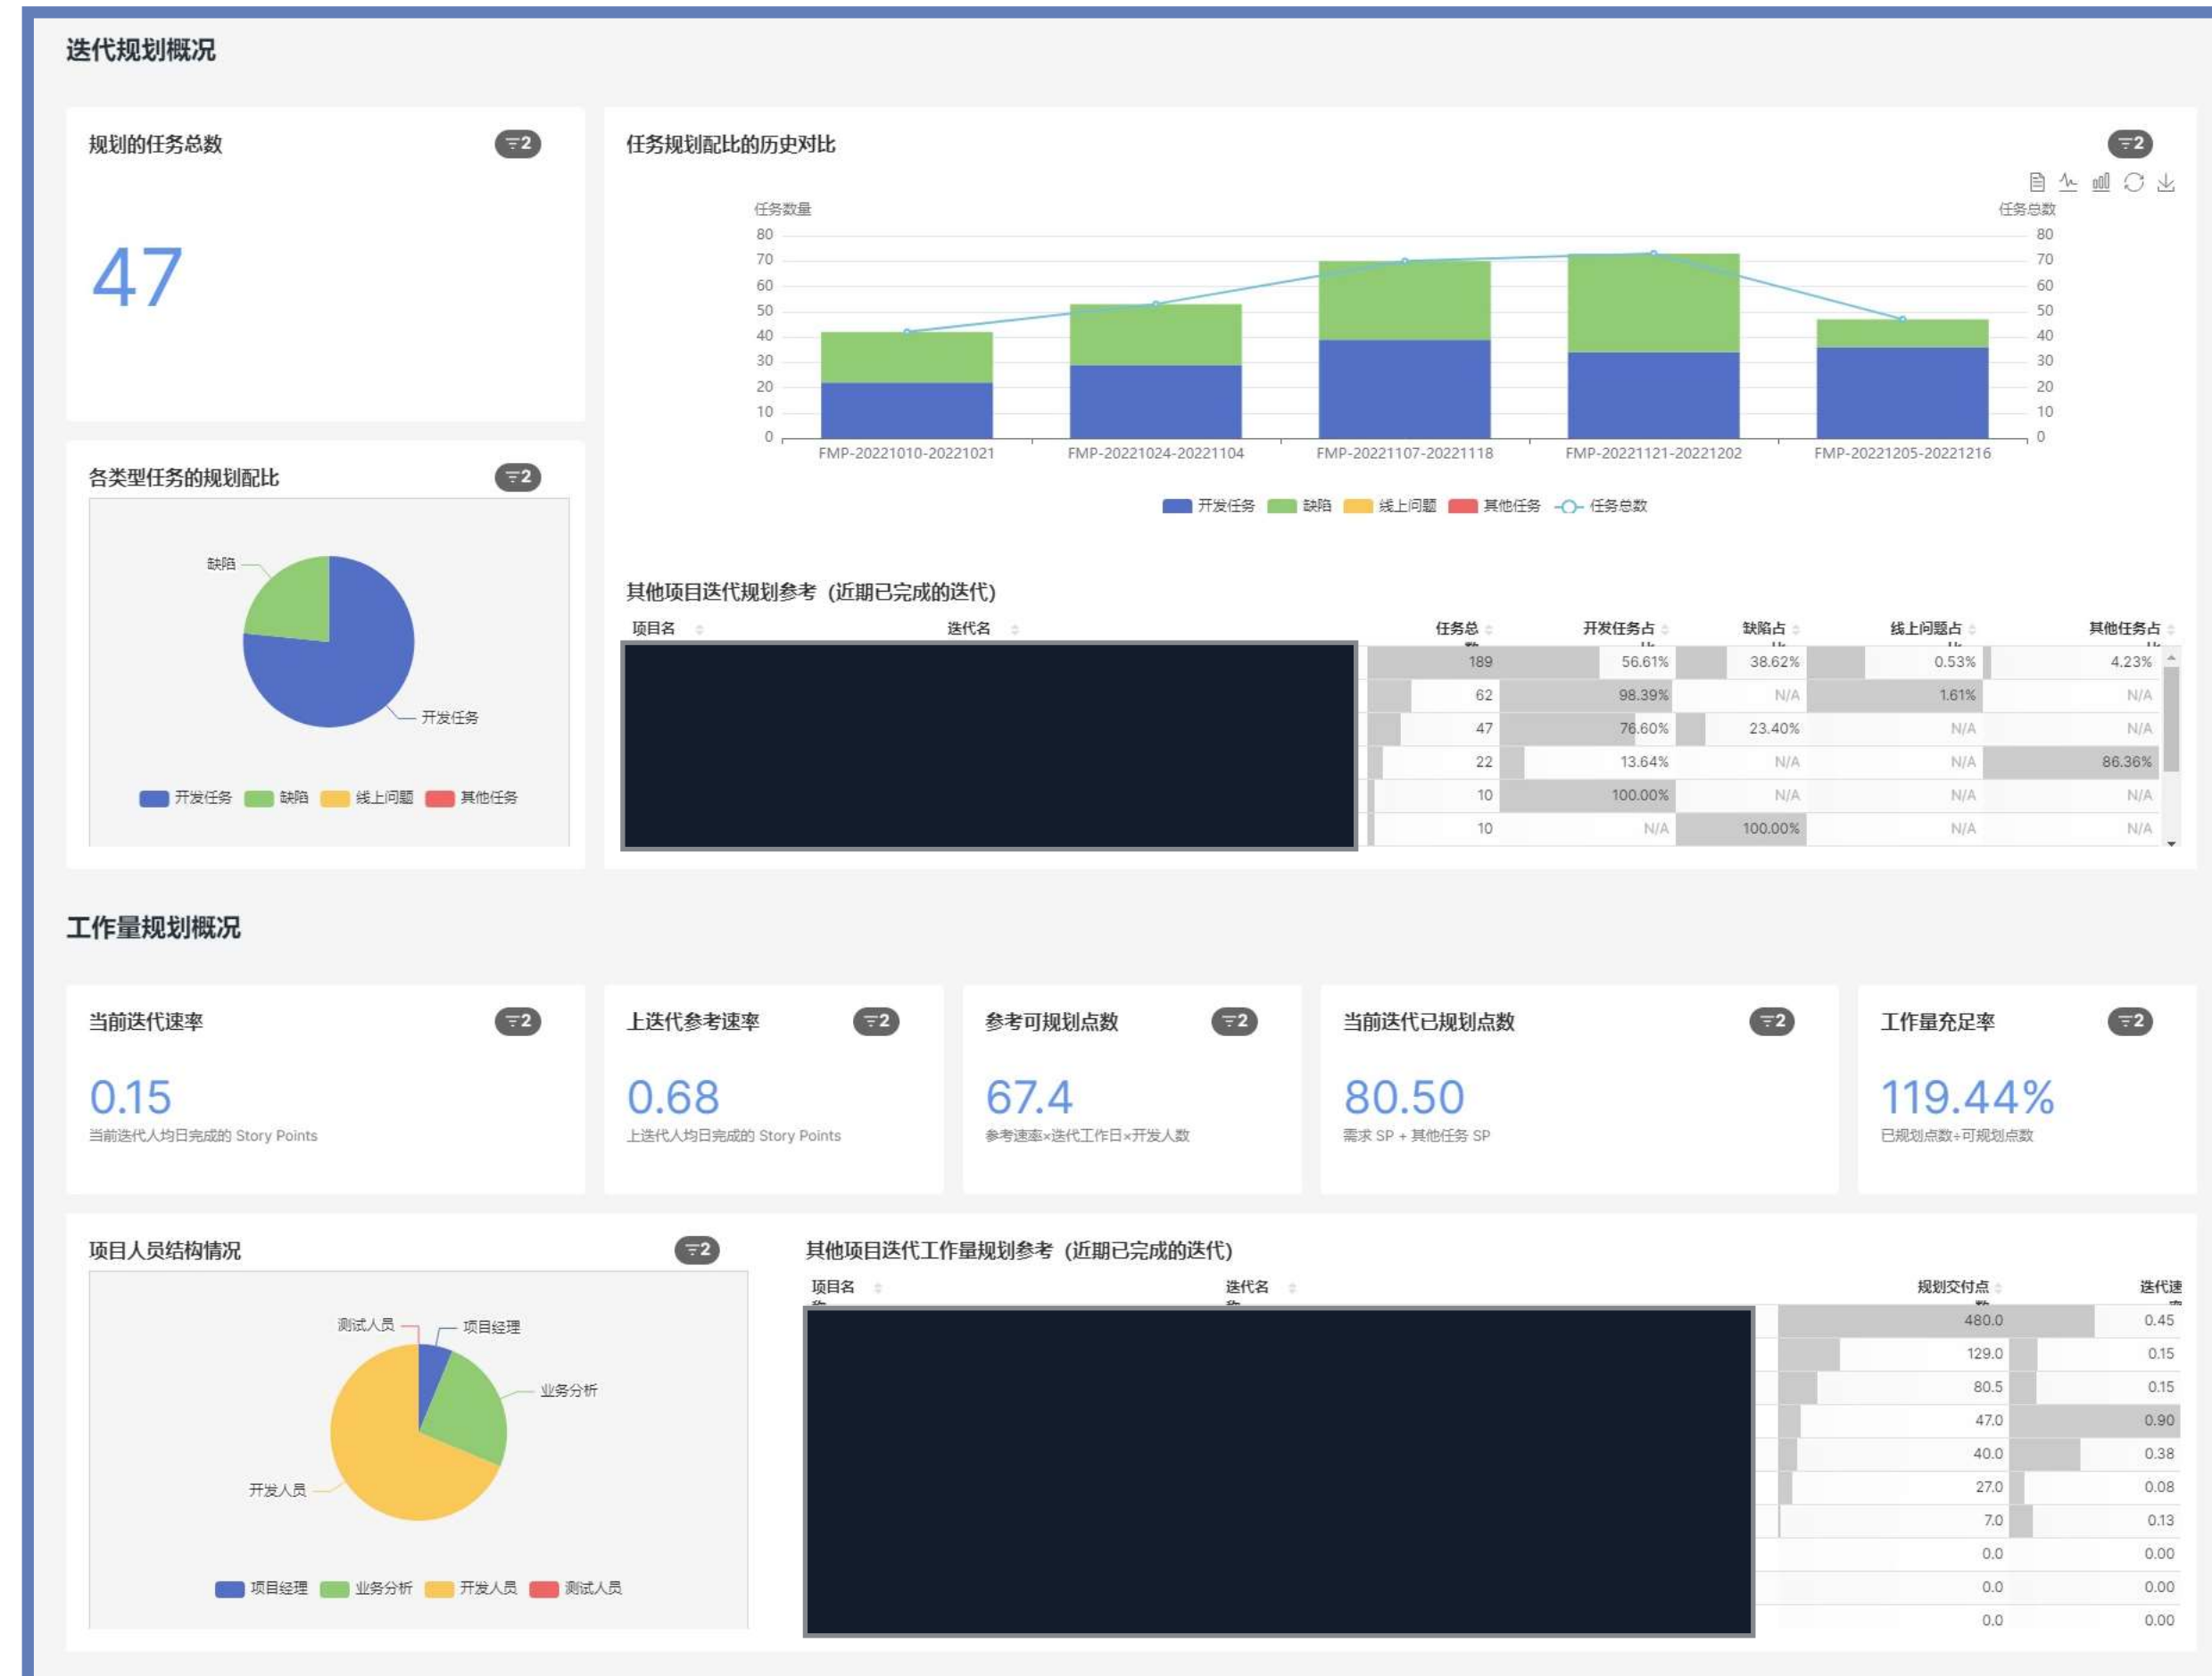 迭代规划概况
规划的任务总数
2
47
任务规划配比的历史对比
2
任务数量
任务总数
80
70
60
50
40
30
20
10
0
80
70
60
50
40
30
20
10
0
FMP-20221010-20221021
FMP-20221024-20221104
FMP-20221107-20221118
FMP-20221121-20221202
FMP-20221205-20221216
开发任务 缺陷 线上问题 其他任务 任务总数
各类型任务的规划配比
2
缺陷
开发任务
开发任务 缺陷 线上问题 其他任务
其他项目迭代规划参考（近期已完成的迭代）
项目名 迭代名 任务总 开发任务占 缺陷占 线上问题占 其他任务占
189 56.61% 38.62% 0.53% 4.23%
62 98.39% N/A 1.61% N/A
47 76.60% 23.40% N/A N/A
22 13.64% N/A N/A 86.36%
10 100.00% N/A N/A N/A
10 N/A 100.00% N/A N/A
工作量规划概况
当前迭代速率
2
0.15
当前迭代人均日完成的 Story Points
上迭代参考速率
2
0.68
上迭代人均日完成的 Story Points
参考可规划点数
2
67.4
参考速率×迭代工作日×开发人数
当前迭代已规划点数
2
80.50
需求 SP + 其他任务 SP
工作量充足率
2
119.44%
已规划点数÷可规划点数
项目人员结构情况
2
测试人员
项目经理
业务分析
开发人员
项目经理 业务分析 开发人员 测试人员
其他项目迭代工作量规划参考（近期已完成的迭代）
项目名 迭代名 规划交付点 迭代速
480.0 0.45
129.0 0.15
80.5 0.15
47.0 0.90
40.0 0.38
27.0 0.08
7.0 0.13
0.0 0.00
0.0 0.00
0.0 0.00